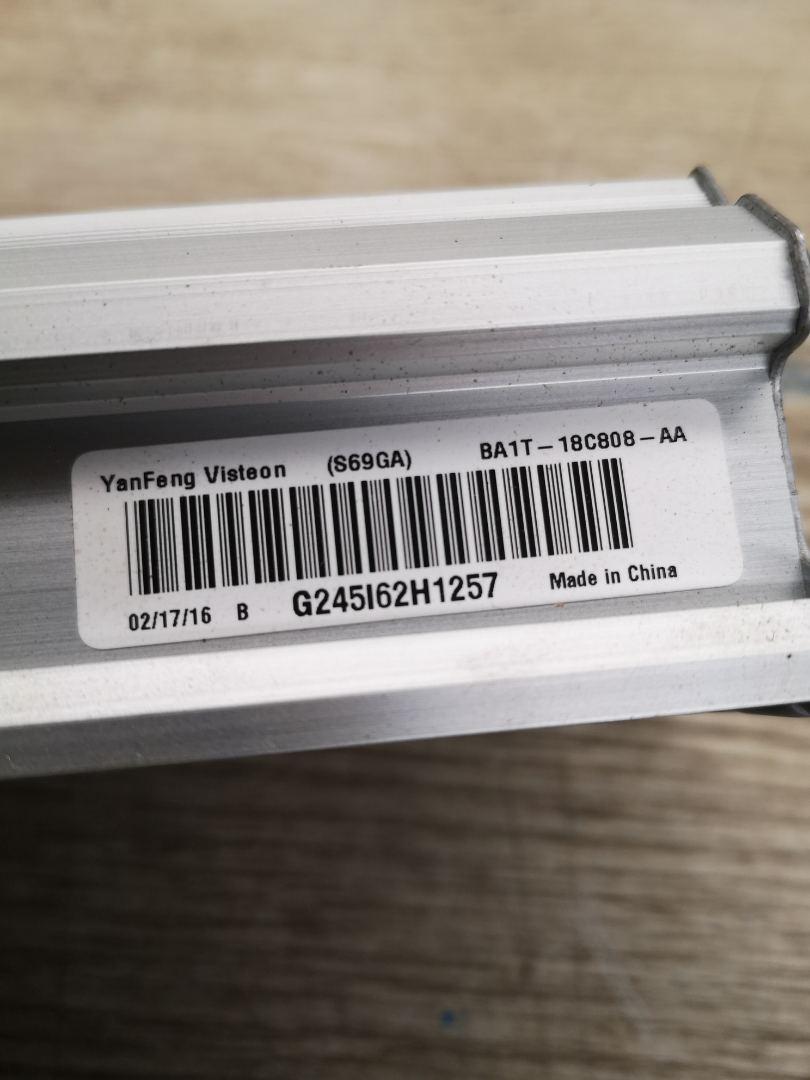 YanFeng Visteon (S69GA) BA1T-18C808-AA
02/17/16 B G245I62H1257 Made in China